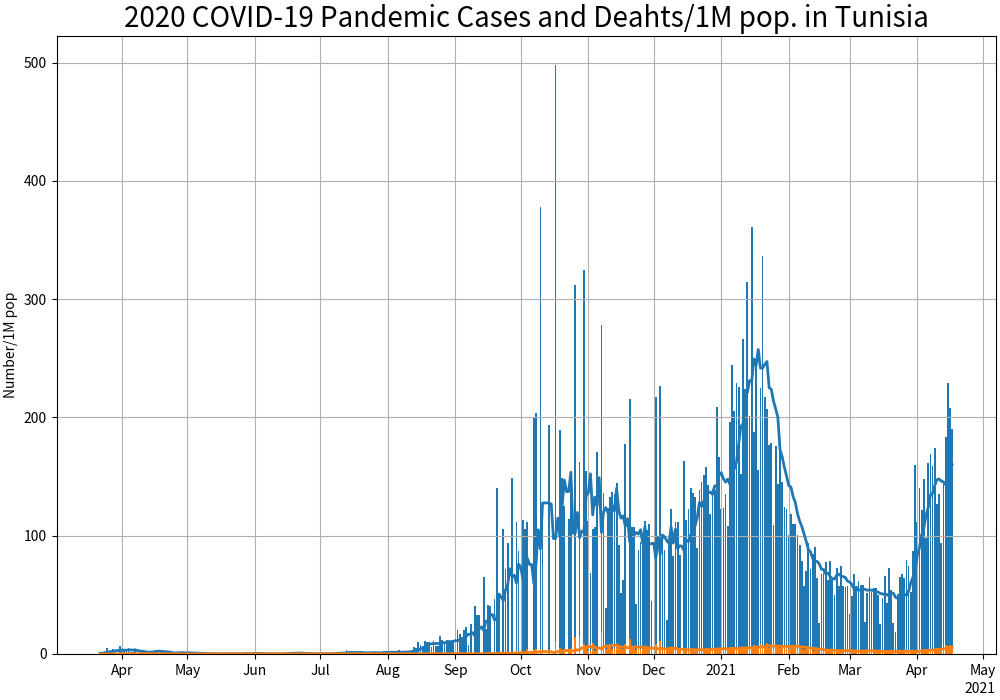 2020 COVID-19 Pandemic Cases and Deahts/1M pop. in Tunisia
Number/1M pop
500
400
300
200
100
0
Apr May Jun Jul Aug Sep Oct Nov Dec 2021 Feb Mar Apr May
2021